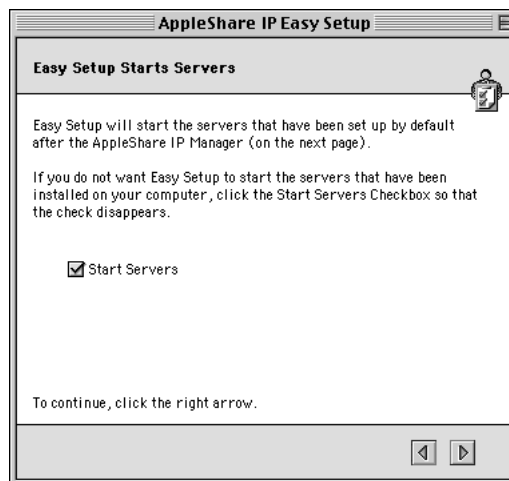 AppleShare IP Easy Setup
Easy Setup Starts Servers
Easy Setup will start the servers that have been set up by default
after the AppleShare IP Manager (on the next page).
If you do not want Easy Setup to start the servers that have been
installed on your computer, click the Start Servers Checkbox so that
the check disappears.
Start Servers
To continue, click the right arrow.